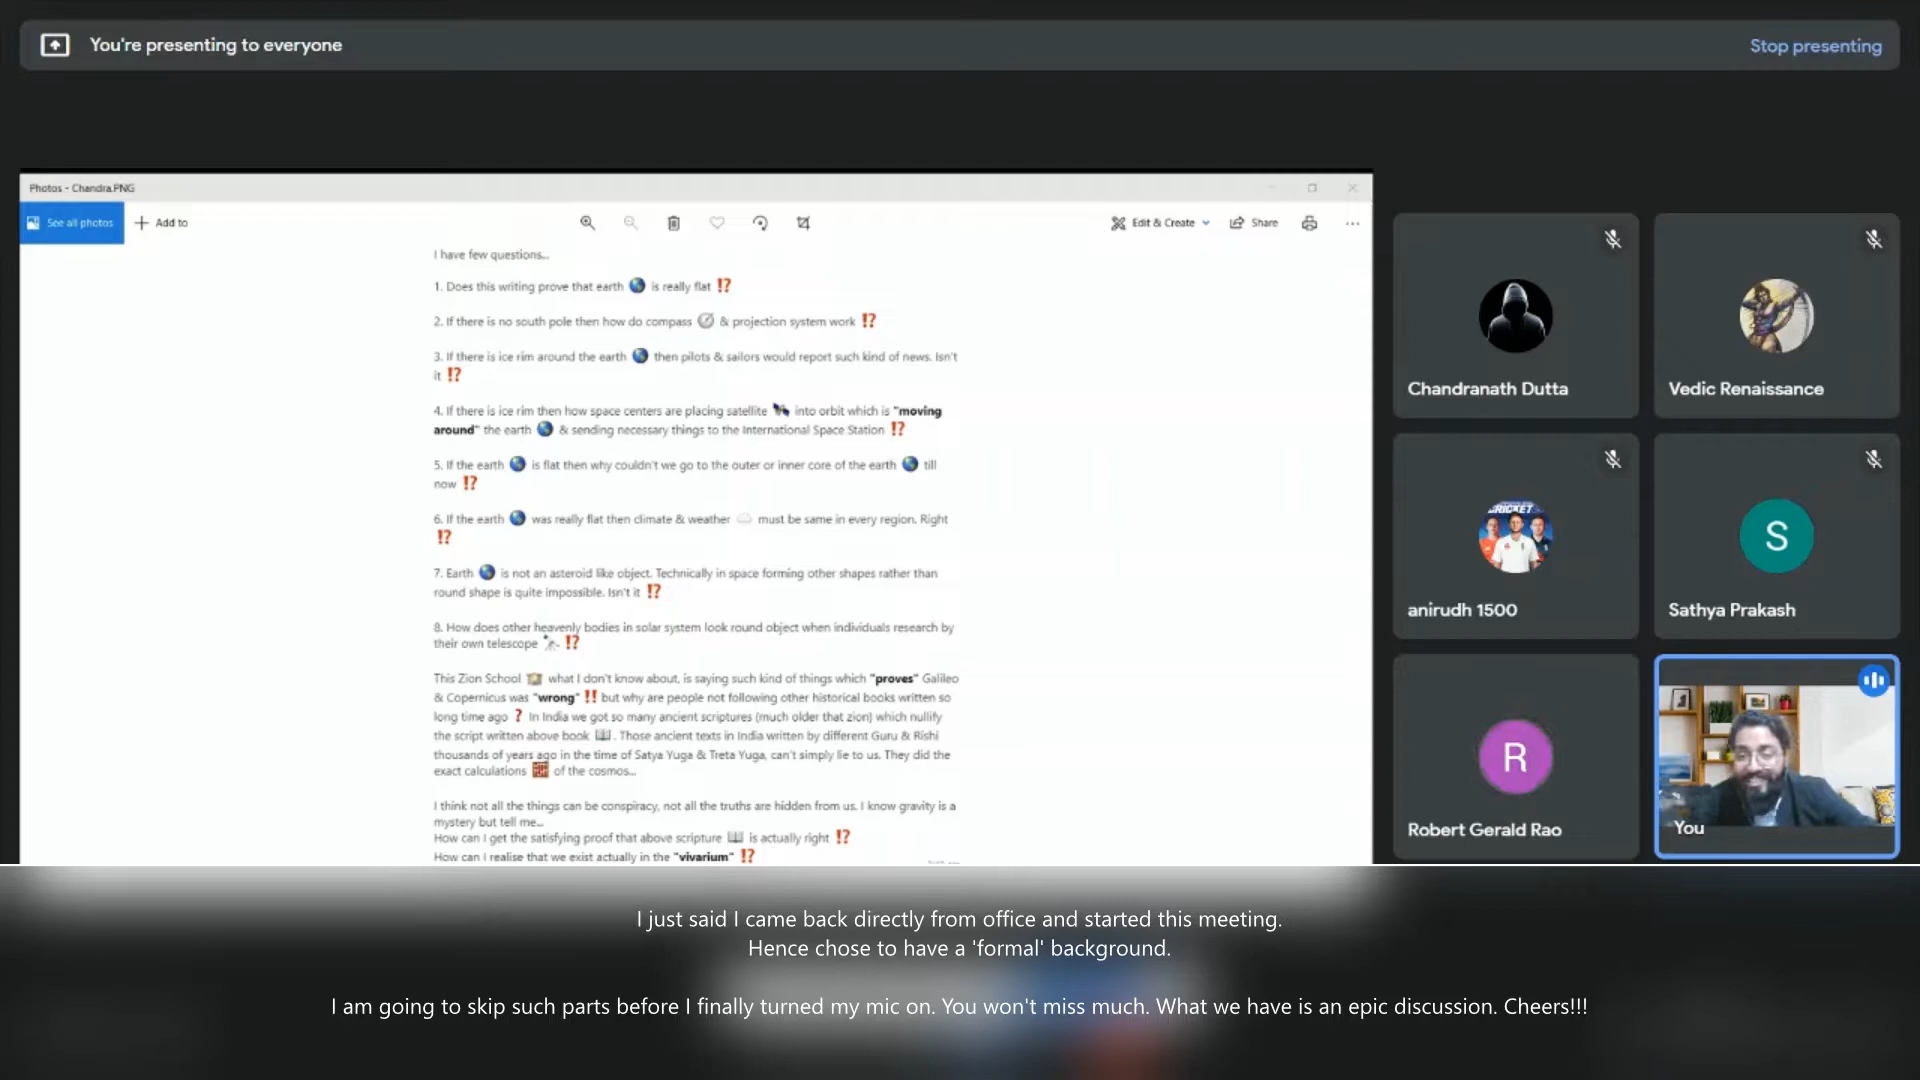 You're presenting to everyone
Stop presenting
Photos - Chandra.PNG
See all photos
Add to
Edit & Create
Share
I have few questions...
1. Does this writing prove that earth 🌎 is really flat ⁉️
2. If there is no south pole then how do compass 🧭 & projection system work ⁉️
3. If there is ice rim around the earth 🌎 then pilots & sailors would report such kind of news. Isn't
it ⁉️
4. If there is ice rim then how space centers are placing satellite 🛰️ into orbit which is "moving
around" the earth 🌎 & sending necessary things to the International Space Station ⁉️
5. If the earth 🌎 is flat then why couldn't we go to the outer or inner core of the earth 🌎 till
now ⁉️
6. If the earth 🌎 was really flat then climate & weather ☁️ must be same in every region. Right
⁉️
7. Earth 🌎 is not an asteroid like object. Technically in space forming other shapes rather than
round shape is quite impossible. Isn't it ⁉️
8. How does other heavenly bodies in solar system look round object when individuals research by
their own telescope 🔭 ⁉️
This Zion School 🏫 what I don't know about, is saying such kind of things which "proves" Galileo
& Copernicus was "wrong" ‼️ but why are people not following other historical books written so
long time ago ❓ In India we got so many ancient scriptures (much older that zion) which nullify
the script written above book 📖. Those ancient texts in India written by different Guru & Rishi
thousands of years ago in the time of Satya Yuga & Treta Yuga, can't simply lie to us. They did the
exact calculations 🧮 of the cosmos...
I think not all the things can be conspiracy, not all the truths are hidden from us. I know gravity is a
mystery but tell me...
How can I get the satisfying proof that above scripture 📖 is actually right ⁉️
How can I realise that we exist actually in the "vivarium" ⁉️
Chandranath Dutta
Vedic Renaissance
CRICKET
anirudh 1500
S
Sathya Prakash
R
Robert Gerald Rao
You
I just said I came back directly from office and started this meeting.
Hence chose to have a 'formal' background.
I am going to skip such parts before I finally turned my mic on. You won't miss much. What we have is an epic discussion. Cheers!!!